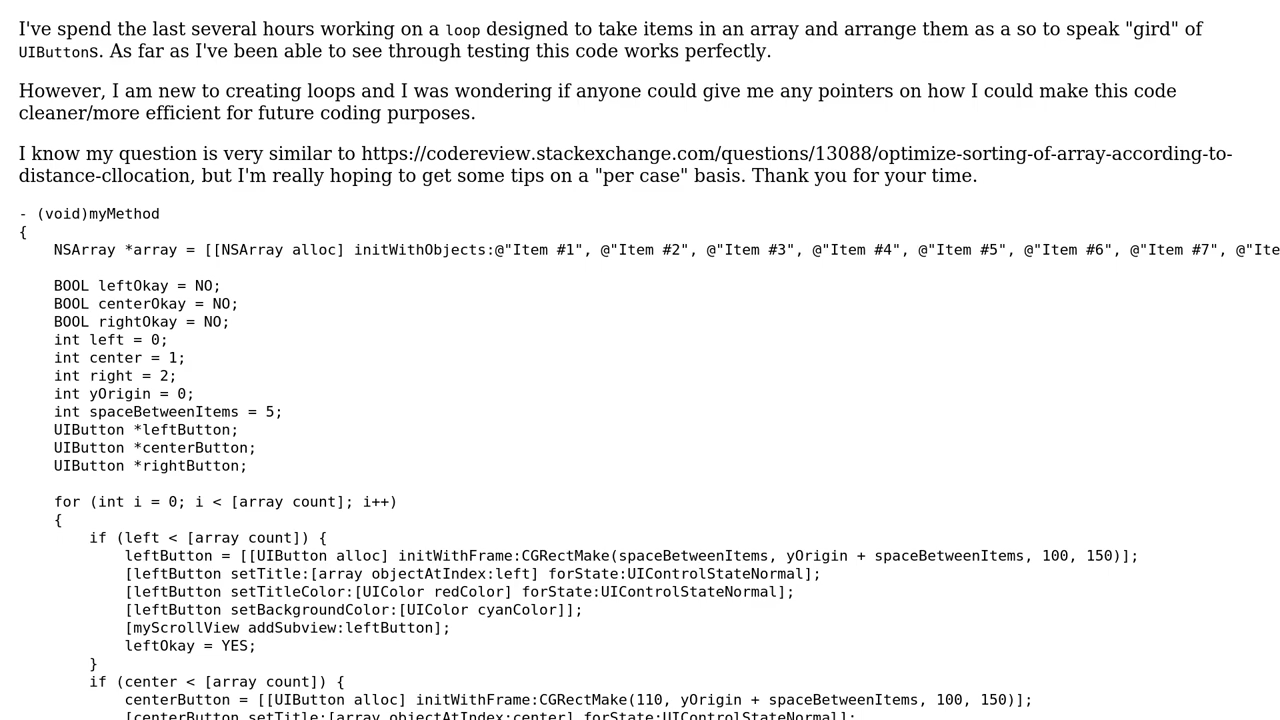 I've spend the last several hours working on a loop designed to take items in an array and arrange them as a so to speak "gird" of
UIButtons. As far as I've been able to see through testing this code works perfectly.
However, I am new to creating loops and I was wondering if anyone could give me any pointers on how I could make this code
cleaner/more efficient for future coding purposes.
I know my question is very similar to https://codereview.stackexchange.com/questions/13088/optimize-sorting-of-array-according-to-
distance-cllocation, but I'm really hoping to get some tips on a "per case" basis. Thank you for your time.
- (void)myMethod
{
    NSArray *array = [[NSArray alloc] initWithObjects:@"Item #1", @"Item #2", @"Item #3", @"Item #4", @"Item #5", @"Item #6", @"Item #7", @"Ite
    BOOL leftOkay = NO;
    BOOL centerOkay = NO;
    BOOL rightOkay = NO;
    int left = 0;
    int center = 1;
    int right = 2;
    int yOrigin = 0;
    int spaceBetweenItems = 5;
    UIButton *leftButton;
    UIButton *centerButton;
    UIButton *rightButton;
    for (int i = 0; i < [array count]; i++)
    {
        if (left < [array count]) {
            leftButton = [[UIButton alloc] initWithFrame:CGRectMake(spaceBetweenItems, yOrigin + spaceBetweenItems, 100, 150)];
            [leftButton setTitle:[array objectAtIndex:left] forState:UIControlStateNormal];
            [leftButton setTitleColor:[UIColor redColor] forState:UIControlStateNormal];
            [leftButton setBackgroundColor:[UIColor cyanColor]];
            [myScrollView addSubview:leftButton];
            leftOkay = YES;
        }
        if (center < [array count]) {
            centerButton = [[UIButton alloc] initWithFrame:CGRectMake(110, yOrigin + spaceBetweenItems, 100, 150)];
            [centerButton setTitle:[array objectAtIndex:center] forState:UIControlStateNormal];